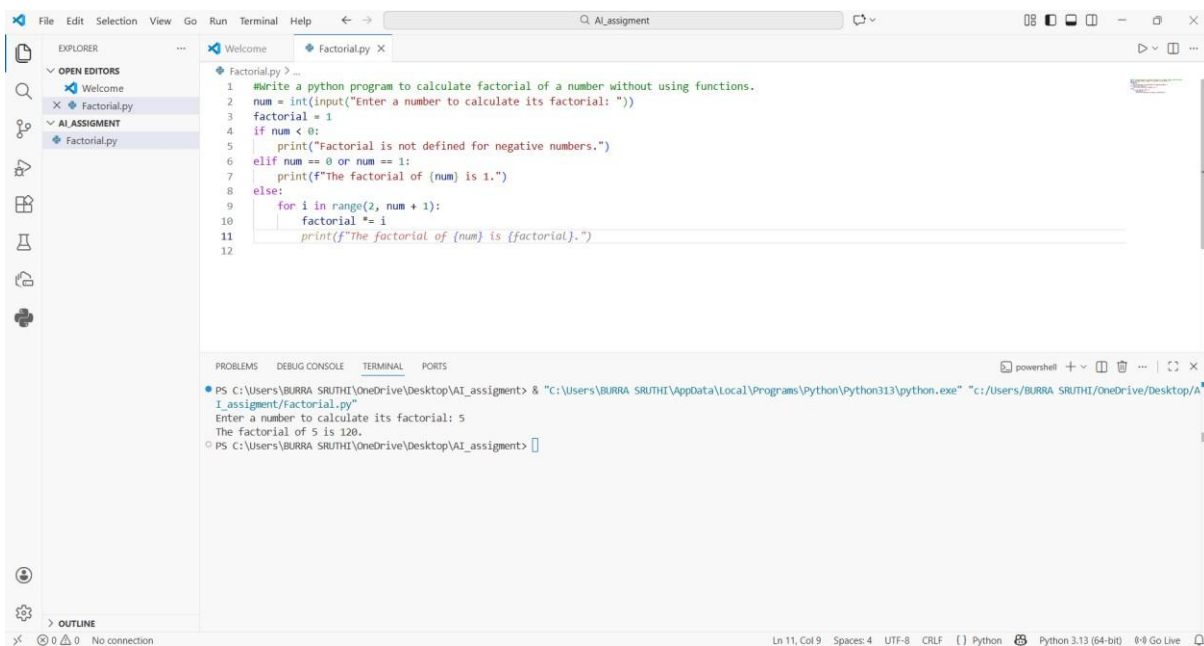 File Edit Selection View Go Run Terminal Help
AI_assigment
EXPLORER
OPEN EDITORS
Welcome
Factorial.py
AI_ASSIGMENT
Factorial.py
OUTLINE
Welcome
Factorial.py
Factorial.py > ...
1 #Write a python program to calculate factorial of a number without using functions.
2 num = int(input("Enter a number to calculate its factorial: "))
3 factorial = 1
4 if num < 0:
5     print("Factorial is not defined for negative numbers.")
6 elif num == 0 or num == 1:
7     print(f"The factorial of {num} is 1.")
8 else:
9     for i in range(2, num + 1):
10         factorial *= i
11         print(f"The factorial of {num} is {factorial}.")
12
PROBLEMS DEBUG CONSOLE TERMINAL PORTS
powershell
PS C:\Users\BURRA SRUTHI\OneDrive\Desktop\AI_assigment> & "C:\Users\BURRA SRUTHI\AppData\Local\Programs\Python\Python313\python.exe" "c:/Users/BURRA SRUTHI/OneDrive/Desktop/A
I_assigment/Factorial.py"
Enter a number to calculate its factorial: 5
The factorial of 5 is 120.
PS C:\Users\BURRA SRUTHI\OneDrive\Desktop\AI_assigment>
0 0 No connection
Ln 11, Col 9 Spaces: 4 UTF-8 CRLF { } Python Python 3.13 (64-bit) Go Live